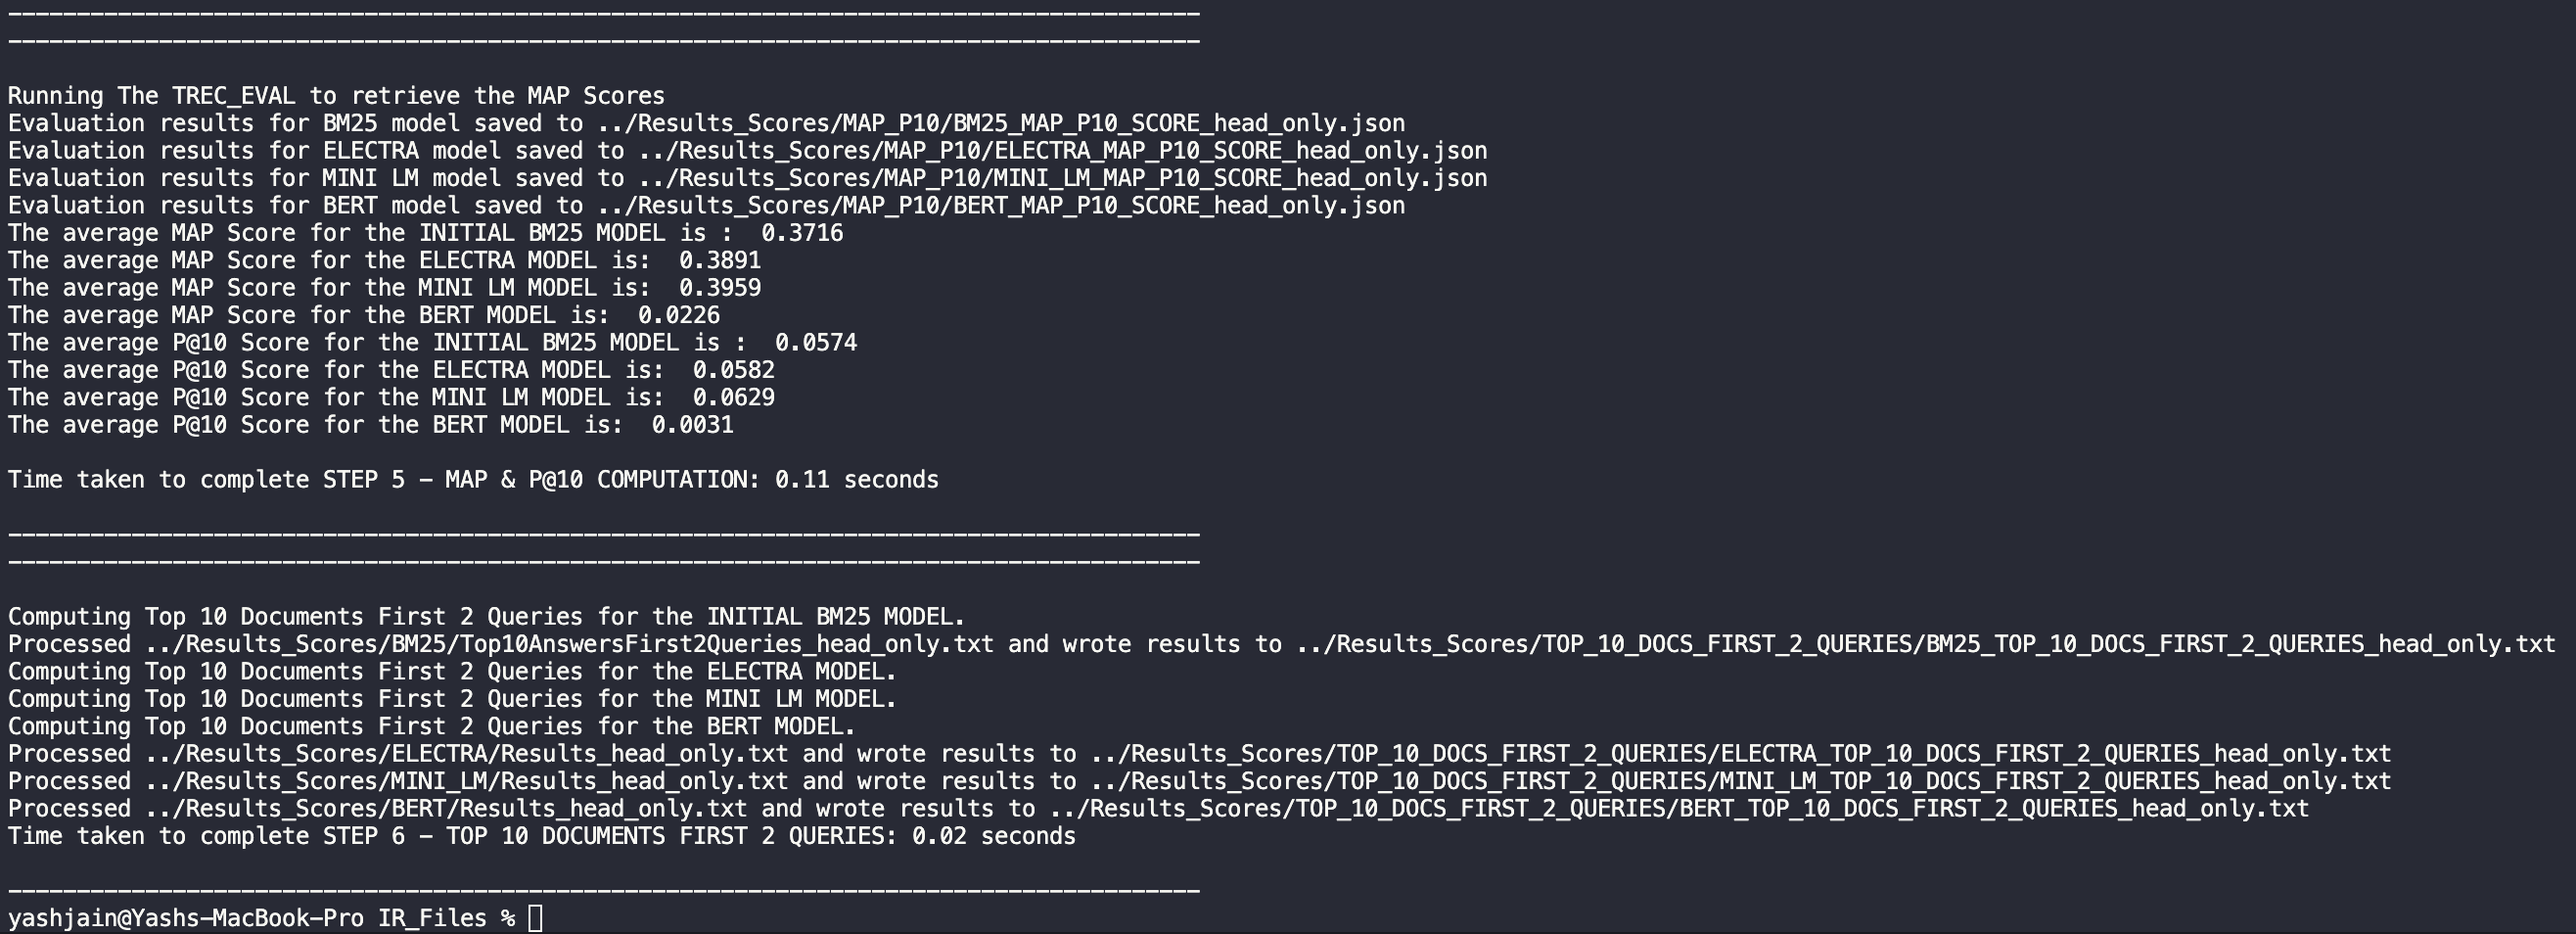 ---------------------------------------------------------------------------------------
---------------------------------------------------------------------------------------
Running The TREC_EVAL to retrieve the MAP Scores
Evaluation results for BM25 model saved to ../Results_Scores/MAP_P10/BM25_MAP_P10_SCORE_head_only.json
Evaluation results for ELECTRA model saved to ../Results_Scores/MAP_P10/ELECTRA_MAP_P10_SCORE_head_only.json
Evaluation results for MINI LM model saved to ../Results_Scores/MAP_P10/MINI_LM_MAP_P10_SCORE_head_only.json
Evaluation results for BERT model saved to ../Results_Scores/MAP_P10/BERT_MAP_P10_SCORE_head_only.json
The average MAP Score for the INITIAL BM25 MODEL is :  0.3716
The average MAP Score for the ELECTRA MODEL is:  0.3891
The average MAP Score for the MINI LM MODEL is:  0.3959
The average MAP Score for the BERT MODEL is:  0.0226
The average P@10 Score for the INITIAL BM25 MODEL is :  0.0574
The average P@10 Score for the ELECTRA MODEL is:  0.0582
The average P@10 Score for the MINI LM MODEL is:  0.0629
The average P@10 Score for the BERT MODEL is:  0.0031
Time taken to complete STEP 5 - MAP & P@10 COMPUTATION: 0.11 seconds
---------------------------------------------------------------------------------------
---------------------------------------------------------------------------------------
Computing Top 10 Documents First 2 Queries for the INITIAL BM25 MODEL.
Processed ../Results_Scores/BM25/Top10AnswersFirst2Queries_head_only.txt and wrote results to ../Results_Scores/TOP_10_DOCS_FIRST_2_QUERIES/BM25_TOP_10_DOCS_FIRST_2_QUERIES_head_only.txt
Computing Top 10 Documents First 2 Queries for the ELECTRA MODEL.
Computing Top 10 Documents First 2 Queries for the MINI LM MODEL.
Computing Top 10 Documents First 2 Queries for the BERT MODEL.
Processed ../Results_Scores/ELECTRA/Results_head_only.txt and wrote results to ../Results_Scores/TOP_10_DOCS_FIRST_2_QUERIES/ELECTRA_TOP_10_DOCS_FIRST_2_QUERIES_head_only.txt
Processed ../Results_Scores/MINI_LM/Results_head_only.txt and wrote results to ../Results_Scores/TOP_10_DOCS_FIRST_2_QUERIES/MINI_LM_TOP_10_DOCS_FIRST_2_QUERIES_head_only.txt
Processed ../Results_Scores/BERT/Results_head_only.txt and wrote results to ../Results_Scores/TOP_10_DOCS_FIRST_2_QUERIES/BERT_TOP_10_DOCS_FIRST_2_QUERIES_head_only.txt
Time taken to complete STEP 6 - TOP 10 DOCUMENTS FIRST 2 QUERIES: 0.02 seconds
---------------------------------------------------------------------------------------
yashjain@Yashs-MacBook-Pro IR_Files %